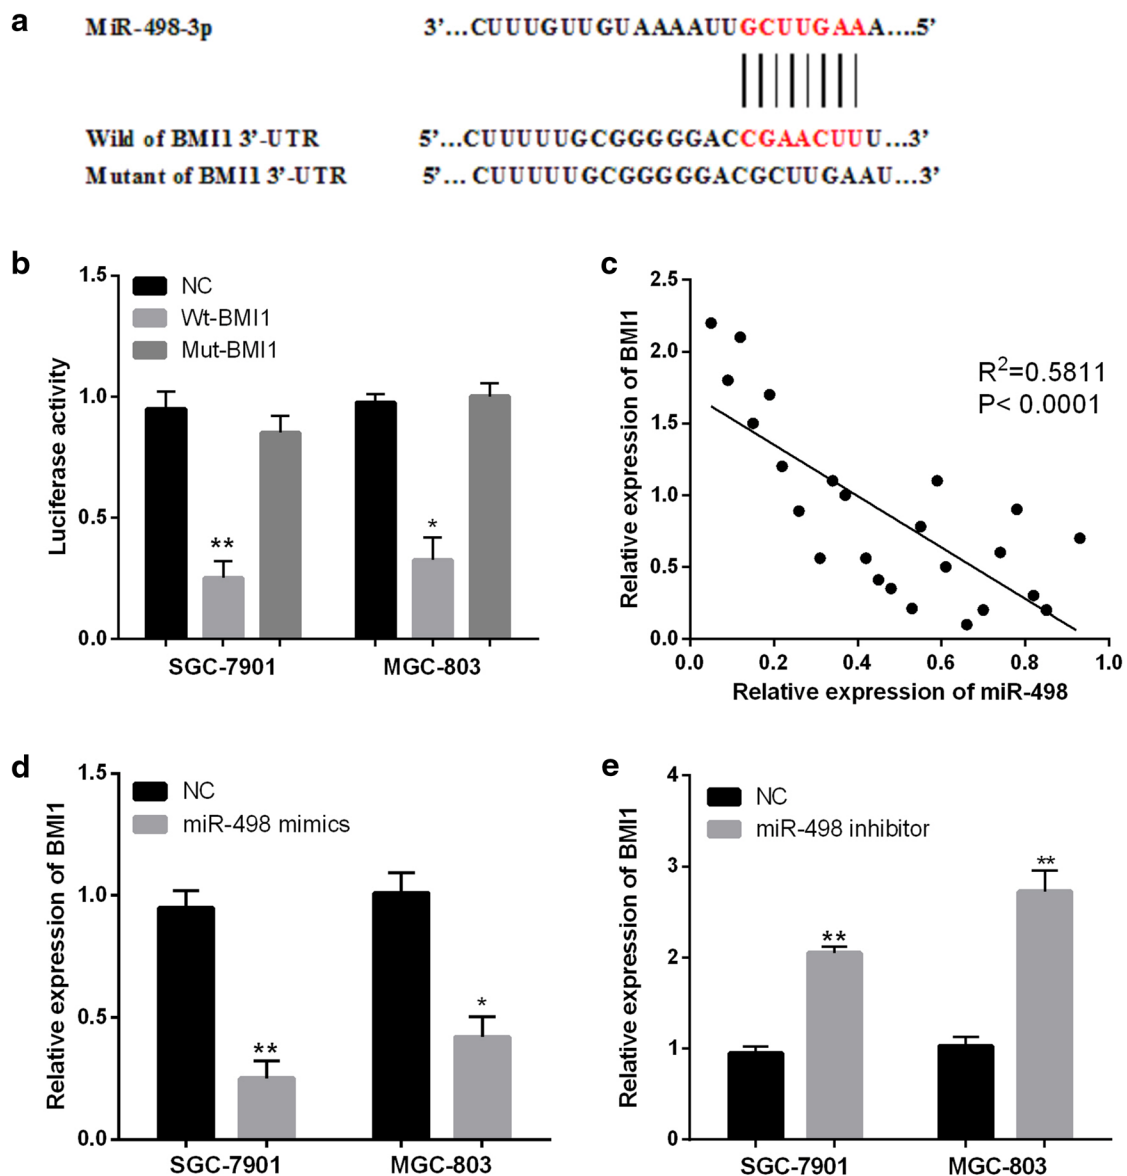 a
MiR-498-3p 3’...CUUUGUUGUAAAAUUGCUUGAAA....5’
Wild of BMI1 3’-UTR 5’...CUUUUUGCGGGGGACCGAACUUU...3’
Mutant of BMI1 3’-UTR 5’... CUUUUUGCGGGGGACGCUUGAAU...3’
b
1.5
1.0
0.5
0.0
Luciferase activity
NC
Wt-BMI1
Mut-BMI1
**
*
SGC-7901 MGC-803
c
2.5
2.0
1.5
1.0
0.5
0.0
Relative expression of BMI1
R²=0.5811
P< 0.0001
0.0 0.2 0.4 0.6 0.8 1.0
Relative expression of miR-498
d
1.5
1.0
0.5
0.0
Relative expression of BMI1
NC
miR-498 mimics
**
*
SGC-7901 MGC-803
e
4
3
2
1
0
Relative expression of BMI1
NC
miR-498 inhibitor
**
**
SGC-7901 MGC-803